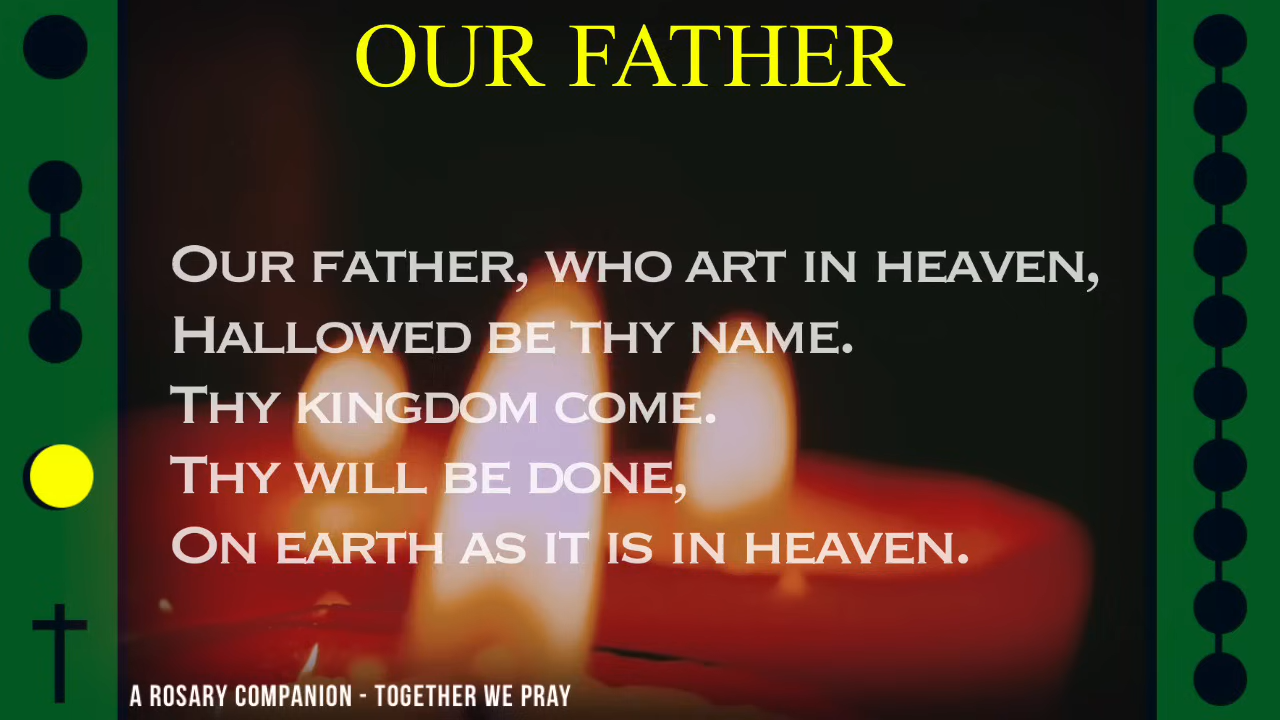 OUR FATHER
Our father, who art in heaven,
Hallowed be thy name.
Thy kingdom come.
Thy will be done,
On earth as it is in heaven.
A ROSARY COMPANION - TOGETHER WE PRAY